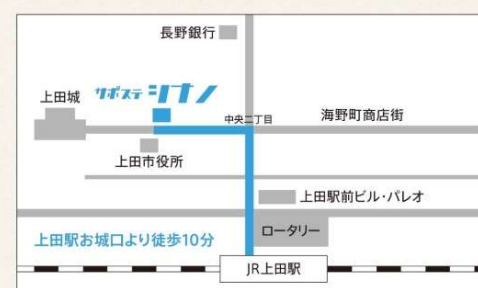 長野銀行
サポステ シナノ
上田城
中央二丁目
海野町商店街
上田市役所
上田駅前ビル・パレオ
ロータリー
上田駅お城口より徒歩10分
JR上田駅